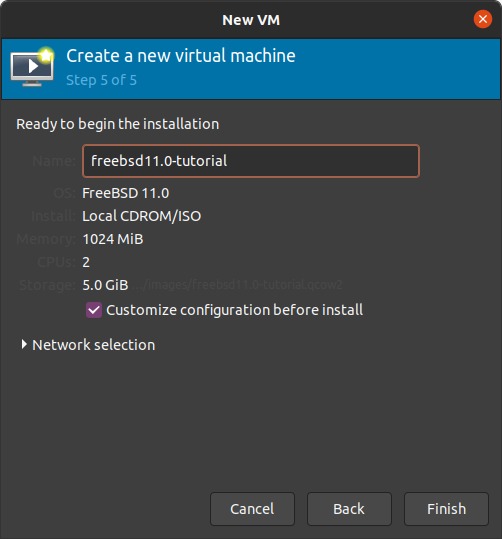 New VM
Create a new virtual machine
Step 5 of 5
Ready to begin the installation
Name: freebsd11.0-tutorial
OS: FreeBSD 11.0
Install: Local CDROM/ISO
Memory: 1024 MiB
CPUs: 2
Storage: 5.0 GiB ../images/freebsd11.0-tutorial.qcow2
Customize configuration before install
Network selection
Cancel Back Finish